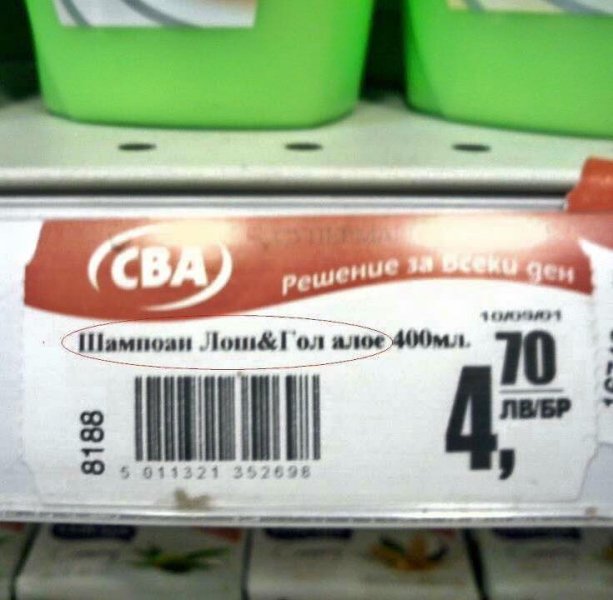 СВА
Решение за всеки ден
10/09/01
Шампоан Лош&Гол алое 400мл.
4,70
ЛВ/БР
8188
5 011321 352698